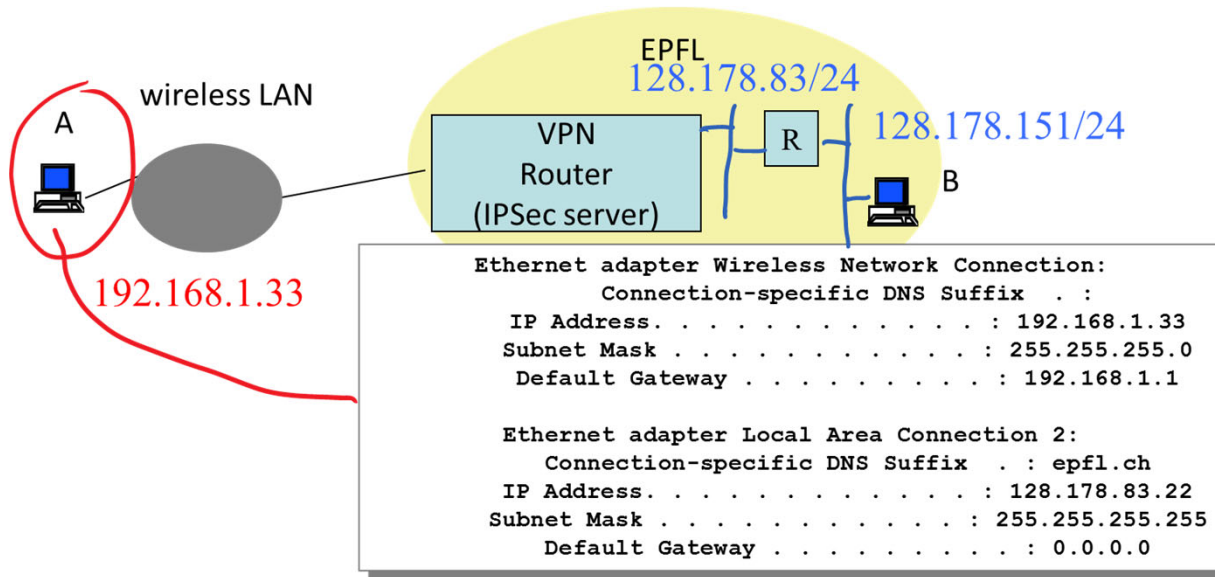 EPFL
128.178.83/24
wireless LAN
A
VPN
Router
(IPSec server)
R
128.178.151/24
B
192.168.1.33
Ethernet adapter Wireless Network Connection:
Connection-specific DNS Suffix . :
IP Address. . . . . . . . . . . . : 192.168.1.33
Subnet Mask . . . . . . . . . . . : 255.255.255.0
Default Gateway . . . . . . . . . : 192.168.1.1
Ethernet adapter Local Area Connection 2:
Connection-specific DNS Suffix . : epfl.ch
IP Address. . . . . . . . . . . . : 128.178.83.22
Subnet Mask . . . . . . . . . . . : 255.255.255.255
Default Gateway . . . . . . . . . : 0.0.0.0